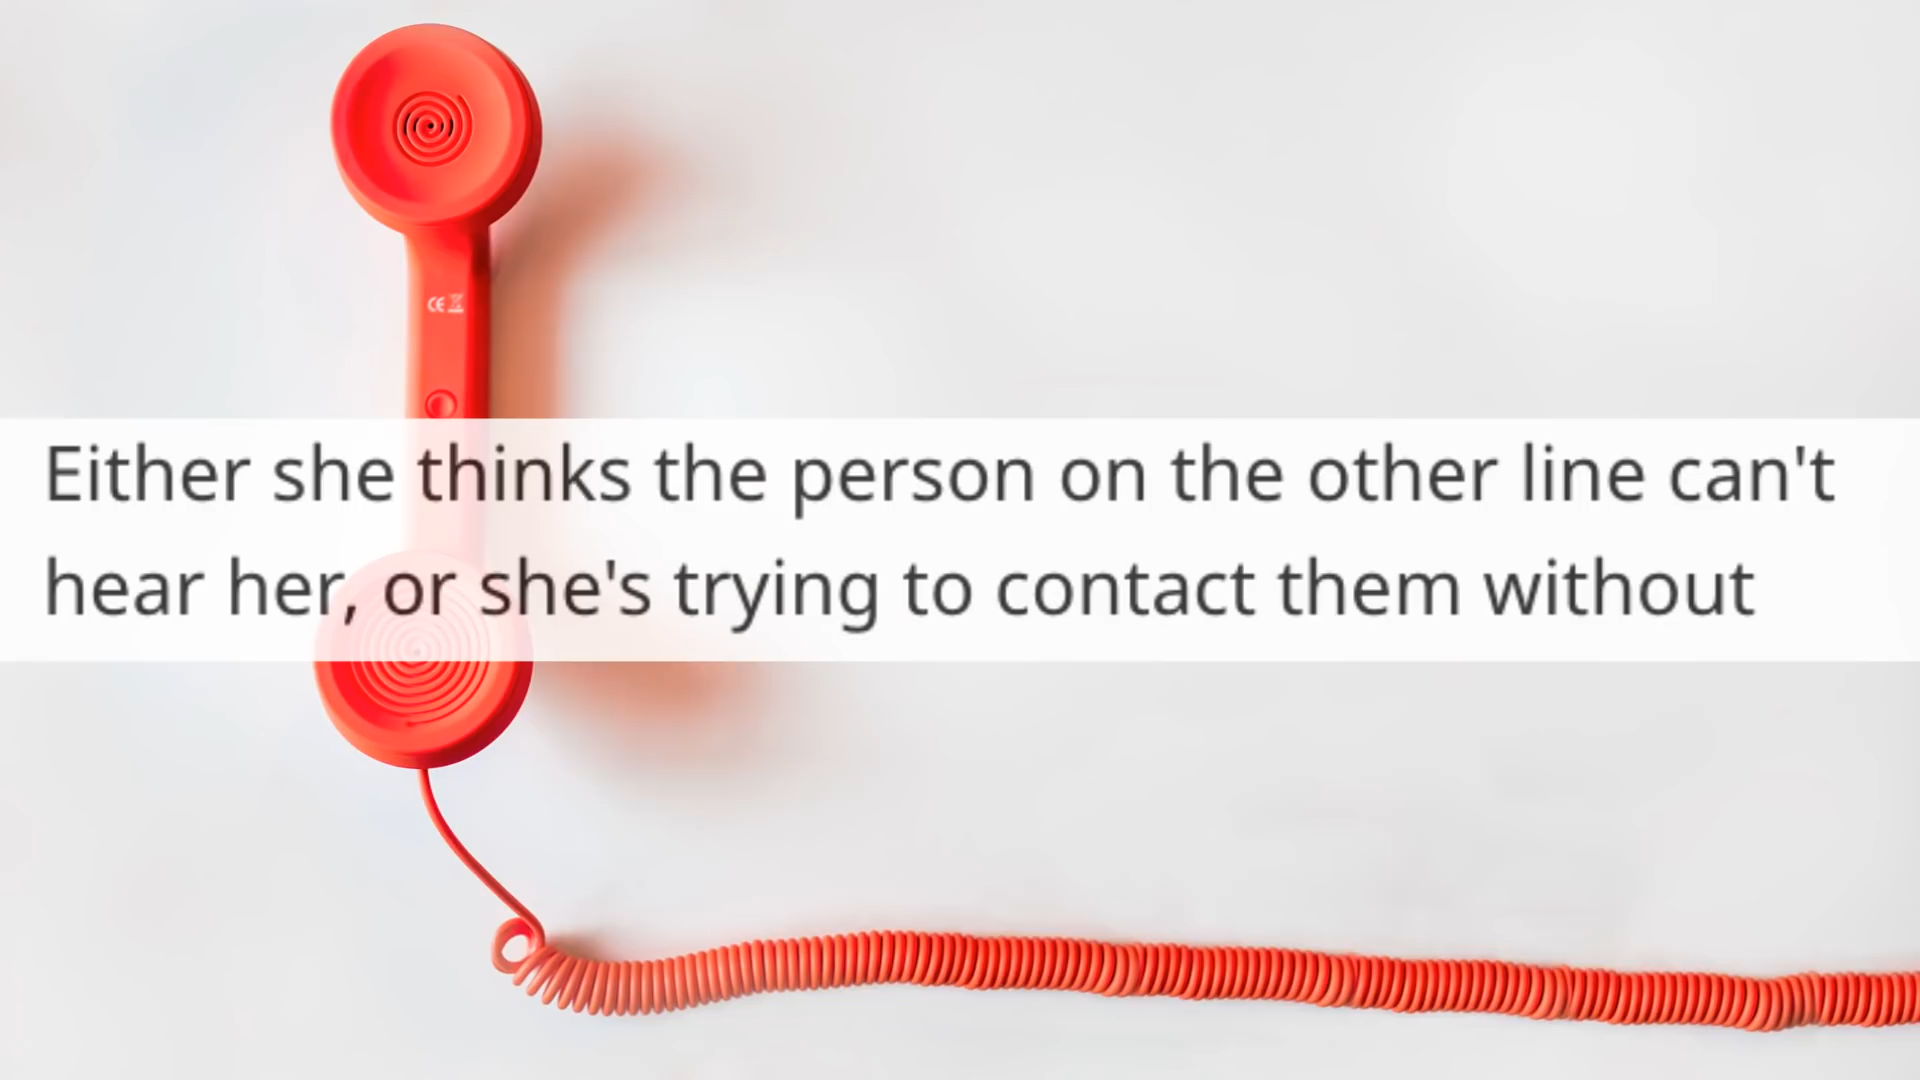 CE
Either she thinks the person on the other line can't
hear her, or she's trying to contact them without